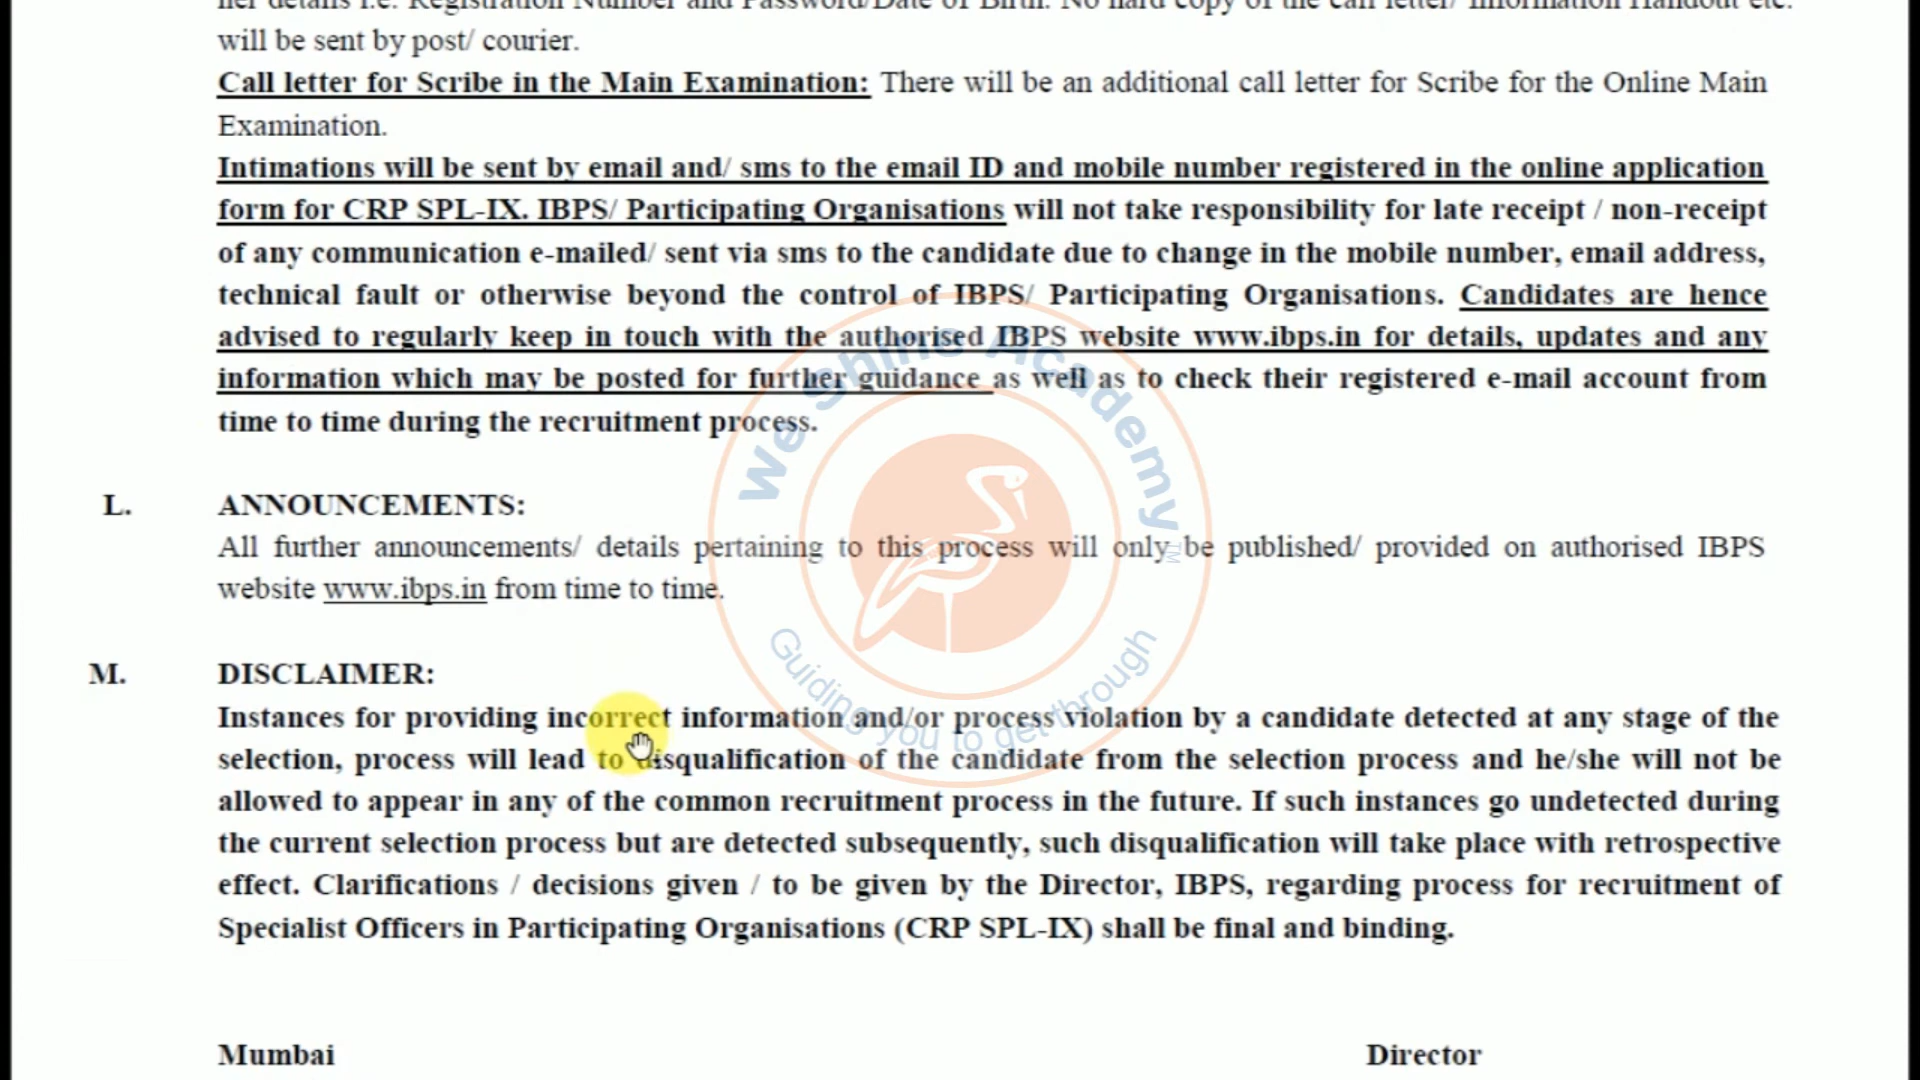 her details i.e. Registration Number and Password/Date of Birth. No hard copy of the call letter/ Information Handout etc.
will be sent by post/ courier.
Call letter for Scribe in the Main Examination: There will be an additional call letter for Scribe for the Online Main
Examination.
Intimations will be sent by email and/ sms to the email ID and mobile number registered in the online application
form for CRP SPL-IX. IBPS/ Participating Organisations will not take responsibility for late receipt / non-receipt
of any communication e-mailed/ sent via sms to the candidate due to change in the mobile number, email address,
technical fault or otherwise beyond the control of IBPS/ Participating Organisations. Candidates are hence
advised to regularly keep in touch with the authorised IBPS website www.ibps.in for details, updates and any
information which may be posted for further guidance as well as to check their registered e-mail account from
time to time during the recruitment process.
L. ANNOUNCEMENTS:
All further announcements/ details pertaining to this process will only be published/ provided on authorised IBPS
website www.ibps.in from time to time.
M. DISCLAIMER:
Instances for providing incorrect information and/or process violation by a candidate detected at any stage of the
selection, process will lead to disqualification of the candidate from the selection process and he/she will not be
allowed to appear in any of the common recruitment process in the future. If such instances go undetected during
the current selection process but are detected subsequently, such disqualification will take place with retrospective
effect. Clarifications / decisions given / to be given by the Director, IBPS, regarding process for recruitment of
Specialist Officers in Participating Organisations (CRP SPL-IX) shall be final and binding.
Mumbai Director
We Shine Academy
TM
Guiding you to get through